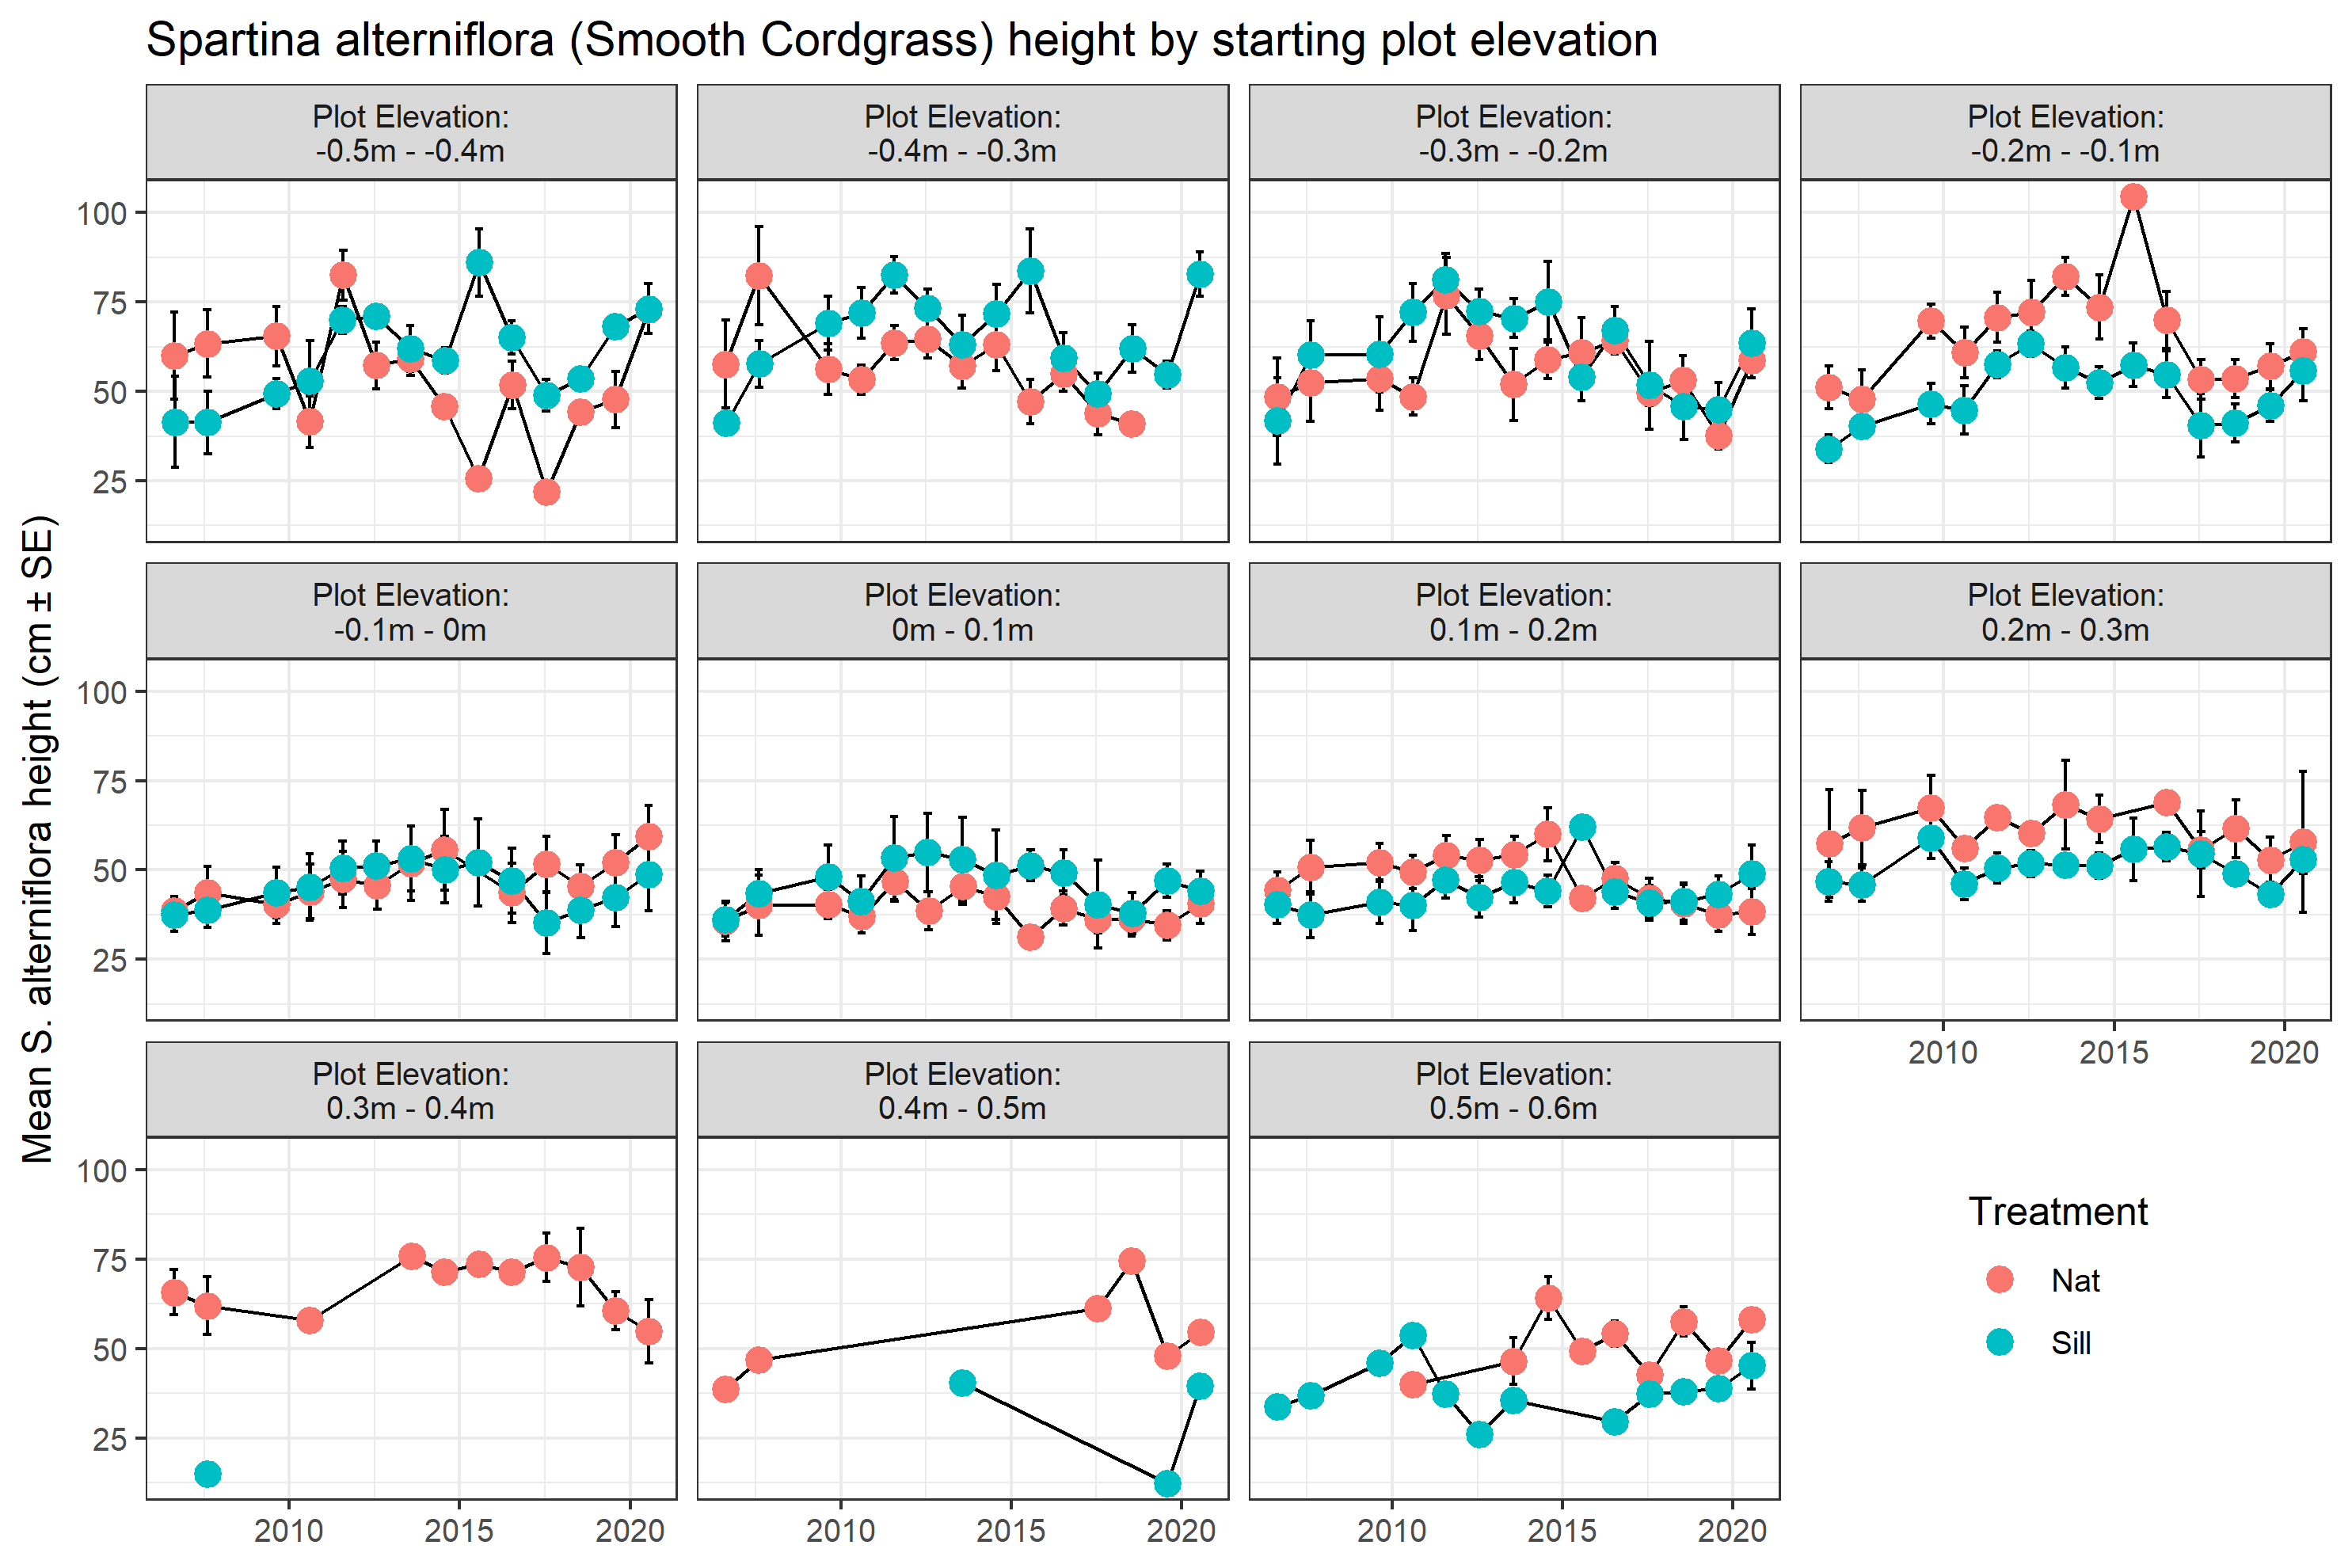 Spartina alterniflora (Smooth Cordgrass) height by starting plot elevation
Plot Elevation:
-0.5m - -0.4m
Plot Elevation:
-0.4m - -0.3m
Plot Elevation:
-0.3m - -0.2m
Plot Elevation:
-0.2m - -0.1m
100
75
50
25
Mean S. alterniflora height (cm ± SE)
Plot Elevation:
-0.1m - 0m
Plot Elevation:
0m - 0.1m
Plot Elevation:
0.1m - 0.2m
Plot Elevation:
0.2m - 0.3m
100
75
50
25
2010 2015 2020
Plot Elevation:
0.3m - 0.4m
Plot Elevation:
0.4m - 0.5m
Plot Elevation:
0.5m - 0.6m
100
75
50
25
2010 2015 2020
2010 2015 2020
2010 2015 2020
Treatment
Nat
Sill